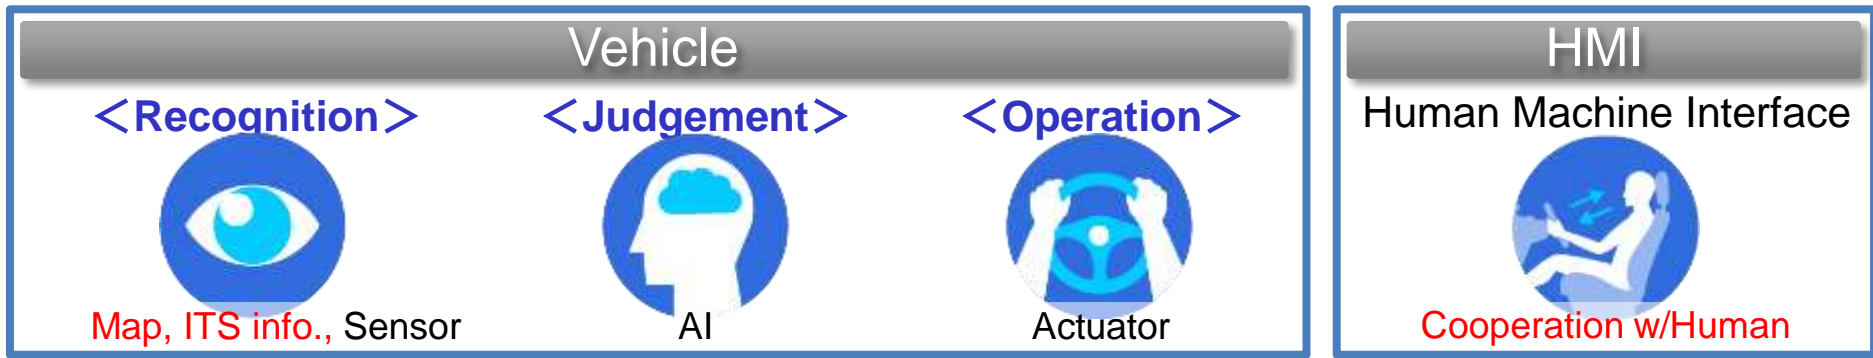 Vehicle
＜Recognition＞ ＜Judgement＞ ＜Operation＞
Map, ITS info., Sensor AI Actuator
HMI
Human Machine Interface
Cooperation w/Human